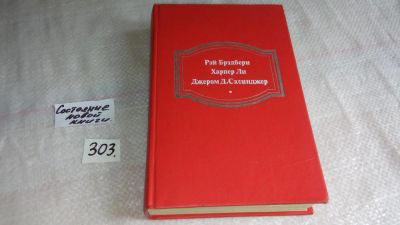 Рэй Брэдбери
Харпер Ли
Джером Д.Сэлинджер
Состояние
новой
книги
303.